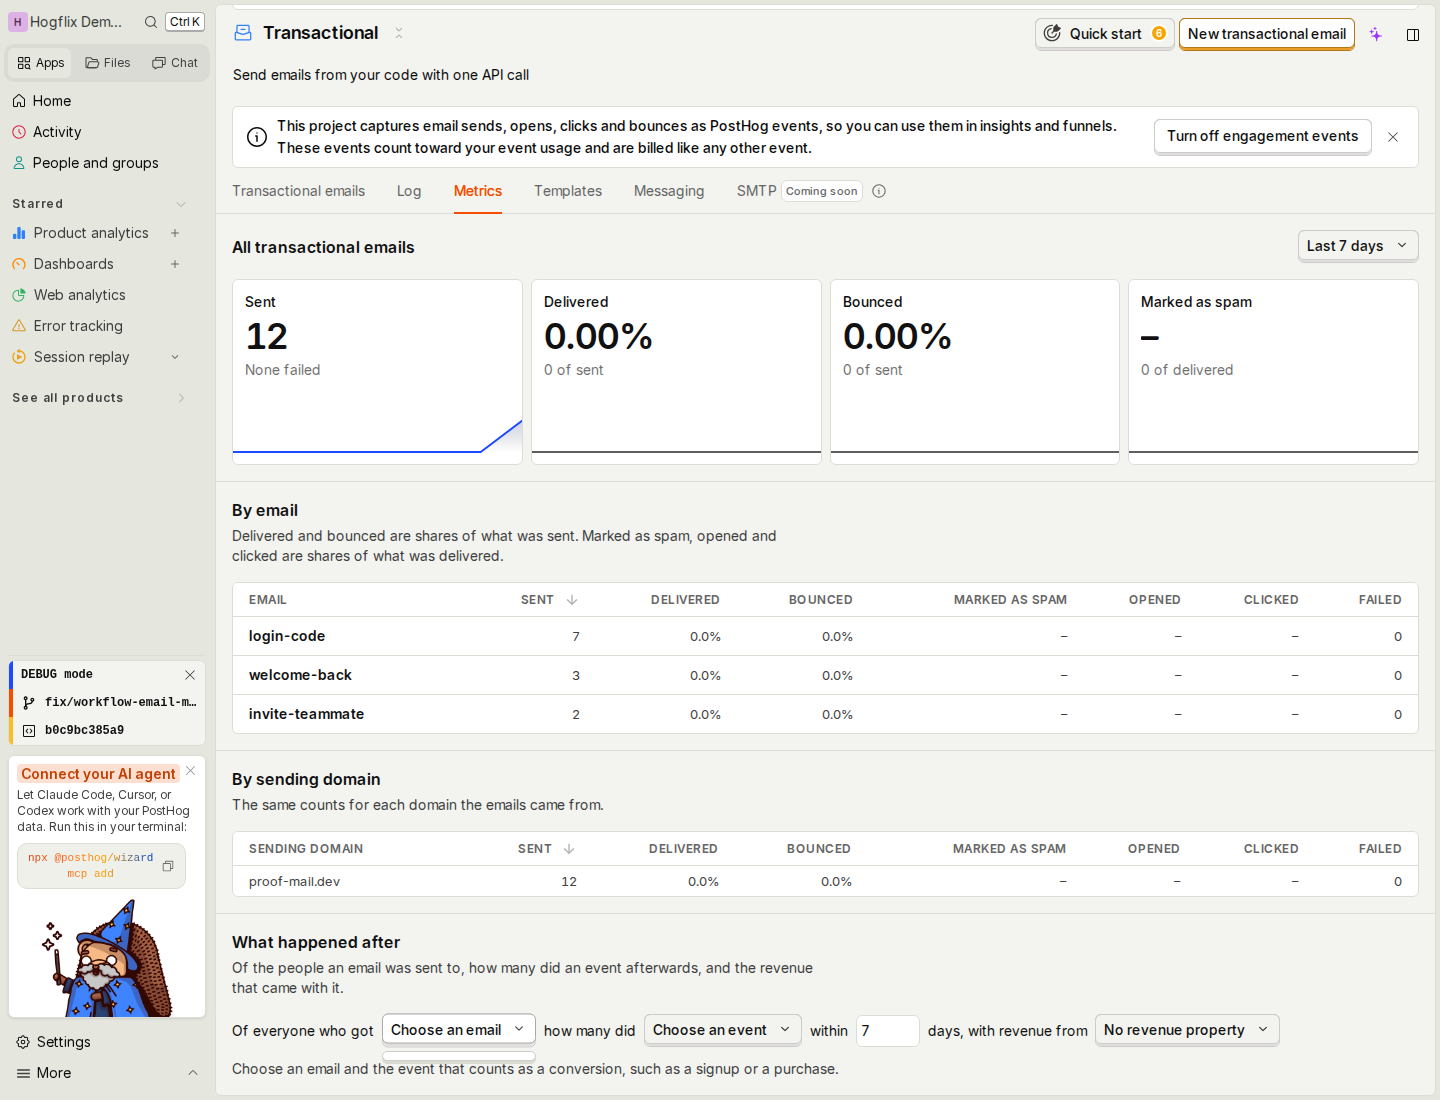 H Hogflix Dem... Ctrl K
Apps Files Chat
Home
Activity
People and groups
Starred
Product analytics
Dashboards
Web analytics
Error tracking
Session replay
See all products
DEBUG mode
fix/workflow-email-m...
b0c9bc385a9
Connect your AI agent
Let Claude Code, Cursor, or
Codex work with your PostHog
data. Run this in your terminal:
npx @posthog/wizard
mcp add
Settings
More
Transactional
Quick start 6
New transactional email
Send emails from your code with one API call
This project captures email sends, opens, clicks and bounces as PostHog events, so you can use them in insights and funnels.
These events count toward your event usage and are billed like any other event.
Turn off engagement events
Transactional emails Log Metrics Templates Messaging SMTP Coming soon
All transactional emails
Last 7 days
Sent
12
None failed
Delivered
0.00%
0 of sent
Bounced
0.00%
0 of sent
Marked as spam
–
0 of delivered
By email
Delivered and bounced are shares of what was sent. Marked as spam, opened and
clicked are shares of what was delivered.
EMAIL SENT DELIVERED BOUNCED MARKED AS SPAM OPENED CLICKED FAILED
login-code 7 0.0% 0.0% – – – 0
welcome-back 3 0.0% 0.0% – – – 0
invite-teammate 2 0.0% 0.0% – – – 0
By sending domain
The same counts for each domain the emails came from.
SENDING DOMAIN SENT DELIVERED BOUNCED MARKED AS SPAM OPENED CLICKED FAILED
proof-mail.dev 12 0.0% 0.0% – – – 0
What happened after
Of the people an email was sent to, how many did an event afterwards, and the revenue
that came with it.
Of everyone who got Choose an email how many did Choose an event within 7 days, with revenue from No revenue property
Choose an email and the event that counts as a conversion, such as a signup or a purchase.